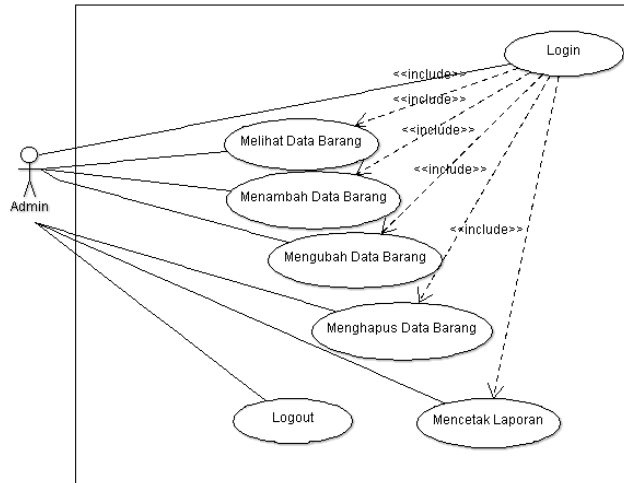 Login
<<include>>
<<include>>
<<include>>
Melihat Data Barang
<<include>>
Menambah Data Barang
Admin
<<include>>
Mengubah Data Barang
Menghapus Data Barang
Logout
Mencetak Laporan